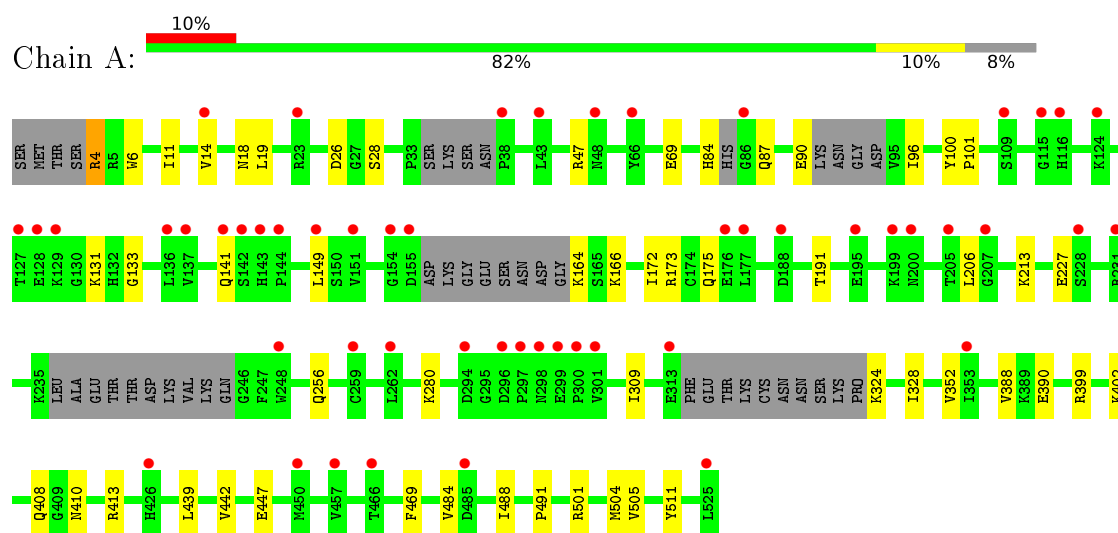 10%
Chain A:
82% 10% 8%
SER MET THR SER R4 R5 W6 I11 V14 N18 L19 R23 D26 G27 S28 P33 SER LYS SER ASN P38 L43 R47 N48 Y66 E69 H84 HIS G86 Q87 E90 LYS ASN GLY ASP V95 I96 Y100 P101 S109 G115 H116 K124
T127 E128 K129 G130 K131 H132 G133 L136 V137 Q141 S142 H143 P144 L149 S150 V151 G154 D155 ASP LYS GLY GLU SER ASN ASP GLY K164 S165 K166 I172 R173 C174 Q175 E176 L177 D188 T191 E195 K199 N200 T205 L206 G207 K213 E227 S228 R231
K235 LEU ALA GLU THR THR ASP LYS VAL LYS GLN G246 F247 W248 Q256 C259 L262 K280 D294 G295 D296 P297 N298 E299 P300 V301 I309 E313 PHE GLU THR LYS CYS ASN ASN SER LYS PRO K324 I328 V352 I353 V388 K389 E390 R399 K402
Q408 G409 N410 R413 H426 L439 V442 E447 M450 V457 T466 F469 V484 D485 I488 P491 R501 M504 V505 Y511 L525